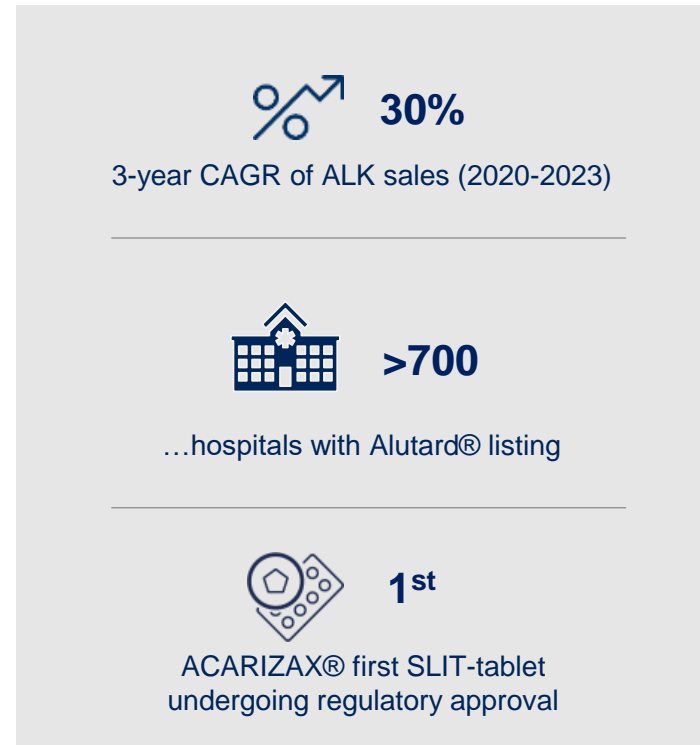 30%
3-year CAGR of ALK sales (2020-2023)
>700
…hospitals with Alutard® listing
1st
ACARIZAX® first SLIT-tablet
undergoing regulatory approval